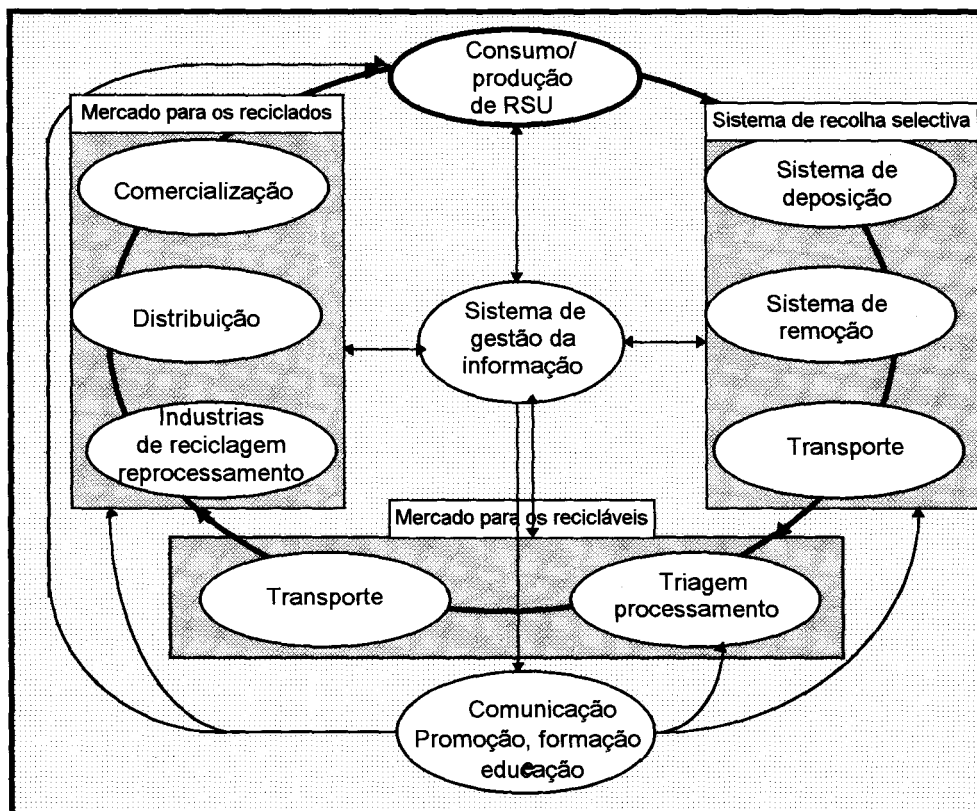 Consumo/
produção
de RSU
Mercado para os reciclados
Sistema de recolha selectiva
Comercialização
Sistema de
deposição
Distribuição
Sistema de
gestão da
informação
Sistema de
remoção
Industrias
de reciclagem
reprocessamento
Transporte
Mercado para os recicláveis
Transporte
Triagem
processamento
Comunicação
Promoção, formação
educação